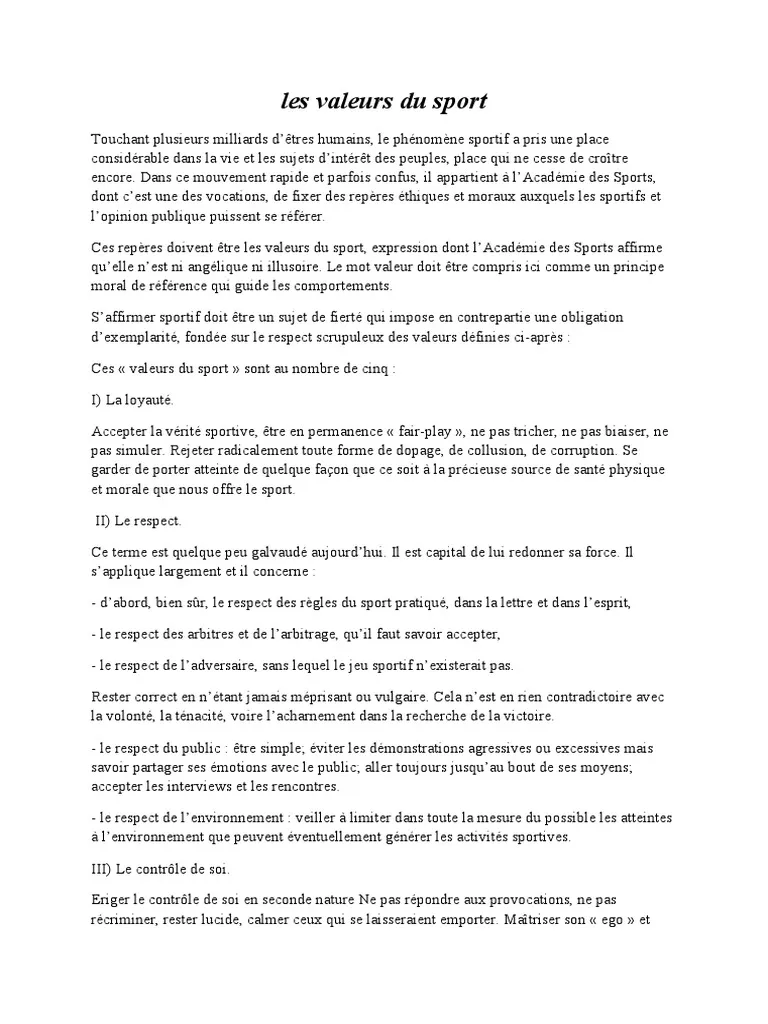 les valeurs du sport
Touchant plusieurs milliards d’êtres humains, le phénomène sportif a pris une place
considérable dans la vie et les sujets d’intérêt des peuples, place qui ne cesse de croître
encore. Dans ce mouvement rapide et parfois confus, il appartient à l’Académie des Sports,
dont c’est une des vocations, de fixer des repères éthiques et moraux auxquels les sportifs et
l’opinion publique puissent se référer.
Ces repères doivent être les valeurs du sport, expression dont l’Académie des Sports affirme
qu’elle n’est ni angélique ni illusoire. Le mot valeur doit être compris ici comme un principe
moral de référence qui guide les comportements.
S’affirmer sportif doit être un sujet de fierté qui impose en contrepartie une obligation
d’exemplarité, fondée sur le respect scrupuleux des valeurs définies ci-après :
Ces « valeurs du sport » sont au nombre de cinq :
I) La loyauté.
Accepter la vérité sportive, être en permanence « fair-play », ne pas tricher, ne pas biaiser, ne
pas simuler. Rejeter radicalement toute forme de dopage, de collusion, de corruption. Se
garder de porter atteinte de quelque façon que ce soit à la précieuse source de santé physique
et morale que nous offre le sport.
II) Le respect.
Ce terme est quelque peu galvaudé aujourd’hui. Il est capital de lui redonner sa force. Il
s’applique largement et il concerne :
- d’abord, bien sûr, le respect des règles du sport pratiqué, dans la lettre et dans l’esprit,
- le respect des arbitres et de l’arbitrage, qu’il faut savoir accepter,
- le respect de l’adversaire, sans lequel le jeu sportif n’existerait pas.
Rester correct en n’étant jamais méprisant ou vulgaire. Cela n’est en rien contradictoire avec
la volonté, la ténacité, voire l’acharnement dans la recherche de la victoire.
- le respect du public : être simple; éviter les démonstrations agressives ou excessives mais
savoir partager ses émotions avec le public; aller toujours jusqu’au bout de ses moyens;
accepter les interviews et les rencontres.
- le respect de l’environnement : veiller à limiter dans toute la mesure du possible les atteintes
à l’environnement que peuvent éventuellement générer les activités sportives.
III) Le contrôle de soi.
Eriger le contrôle de soi en seconde nature Ne pas répondre aux provocations, ne pas
récriminer, rester lucide, calmer ceux qui se laisseraient emporter. Maîtriser son « ego » et